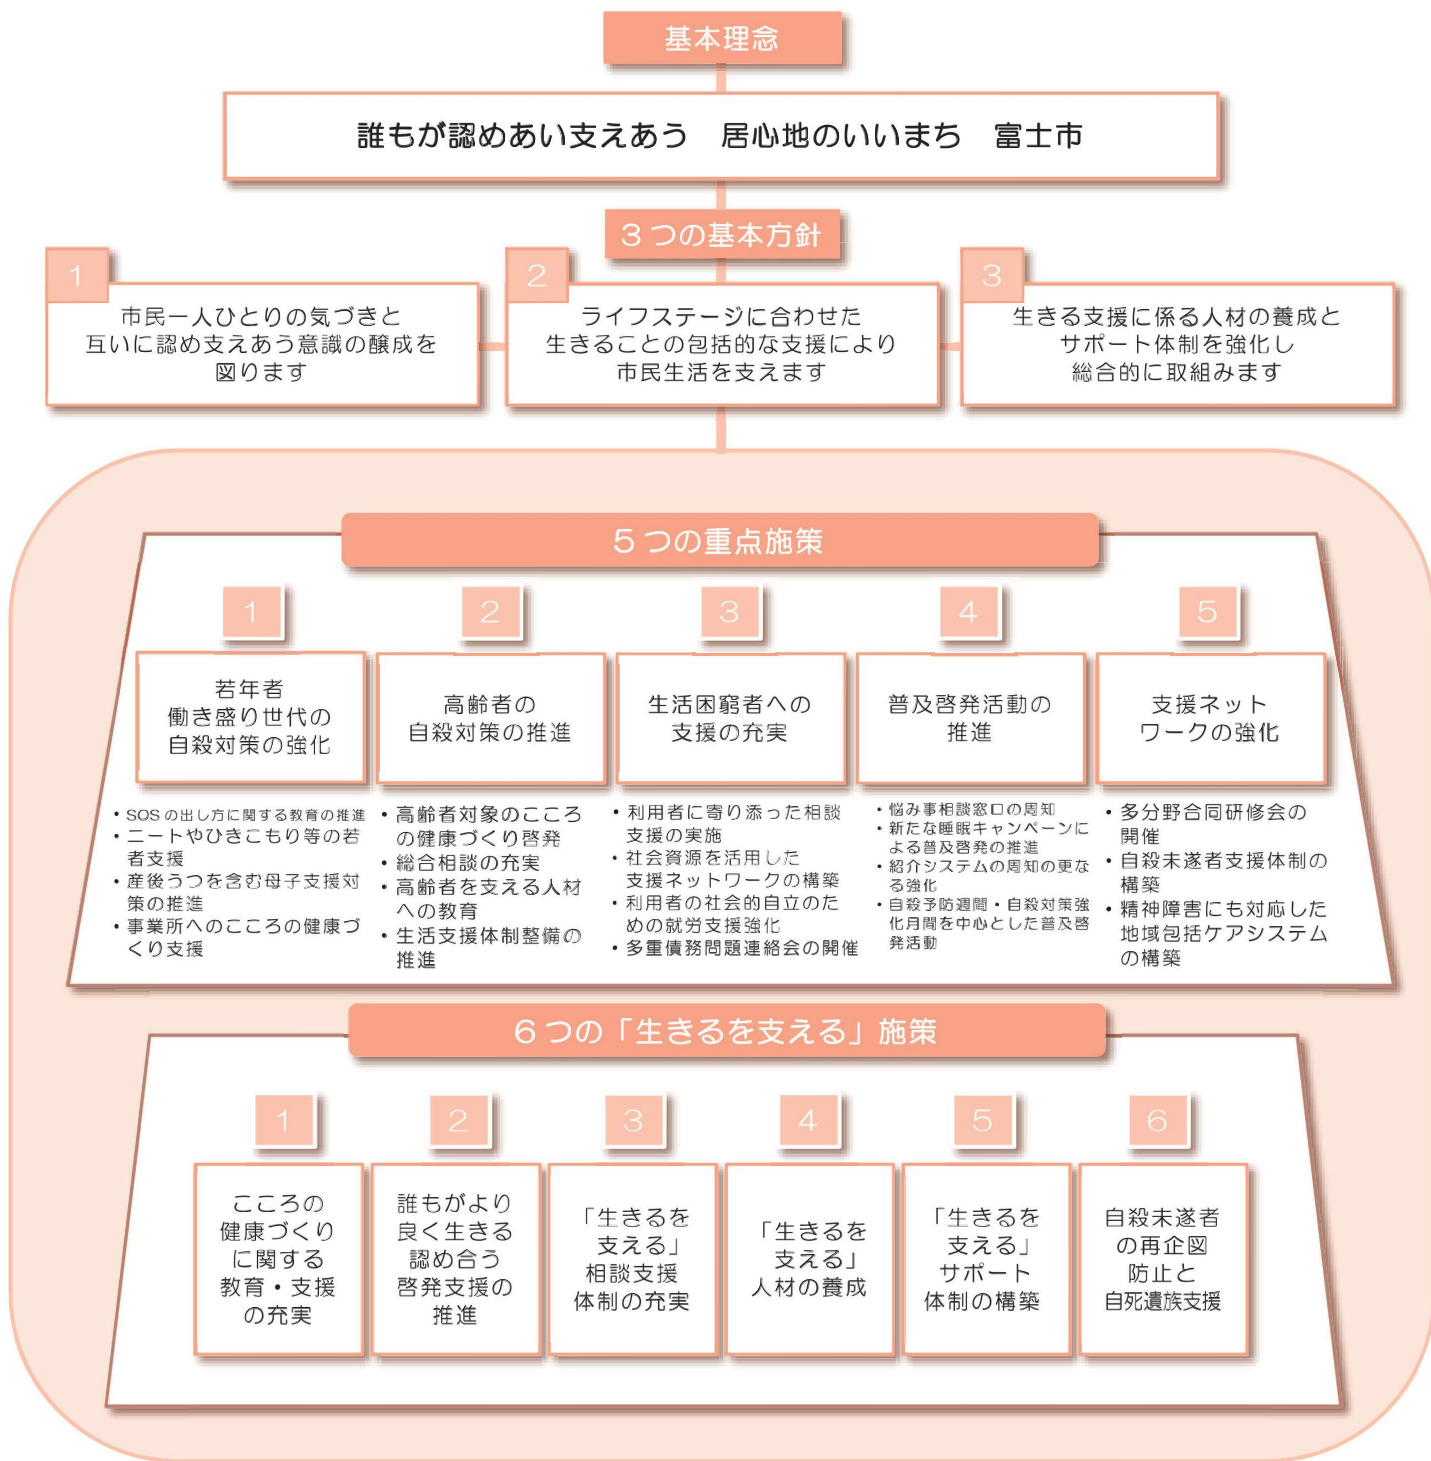 基本理念
誰もが認めあい支えあう　居心地のいいまち　富士市
3つの基本方針
1
市民一人ひとりの気づきと
互いに認め支えあう意識の醸成を
図ります
2
ライフステージに合わせた
生きることの包括的な支援により
市民生活を支えます
3
生きる支援に係る人材の養成と
サポート体制を強化し
総合的に取組みます
5つの重点施策
1
若年者
働き盛り世代の
自殺対策の強化
・SOSの出し方に関する教育の推進
・ニートやひきこもり等の若
者支援
・産後うつを含む母子支援対
策の推進
・事業所へのこころの健康づ
くり支援
2
高齢者の
自殺対策の推進
・高齢者対象のこころ
の健康づくり啓発
・総合相談の充実
・高齢者を支える人材
への教育
・生活支援体制整備の
推進
3
生活困窮者への
支援の充実
・利用者に寄り添った相談
支援の実施
・社会資源を活用した
支援ネットワークの構築
・利用者の社会的自立のた
めの就労支援強化
・多重債務問題連絡会の開催
4
普及啓発活動の
推進
・悩み事相談窓口の周知
・新たな睡眠キャンペーンに
よる普及啓発の推進
・紹介システムの周知の更な
る強化
・自殺予防週間・自殺対策強
化月間を中心とした普及啓
発活動
5
支援ネット
ワークの強化
・多分野合同研修会の
開催
・自殺未遂者支援体制の
構築
・精神障害にも対応した
地域包括ケアシステム
の構築
6つの「生きるを支える」施策
1
こころの
健康づくり
に関する
教育・支援
の充実
2
誰もがより
良く生きる
認め合う
啓発支援の
推進
3
「生きるを
支える」
相談支援
体制の充実
4
「生きるを
支える」
人材の養成
5
「生きるを
支える」
サポート
体制の構築
6
自殺未遂者
の再企図
防止と
自死遺族支援